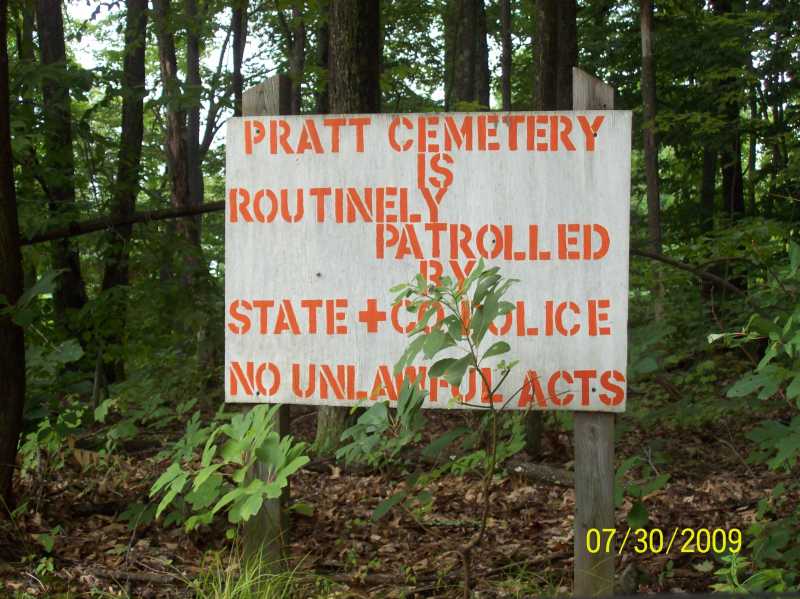 PRATT CEMETERY
IS
ROUTINELY
PATROLLED
BY
STATE + CO. POLICE
NO UNLAWFUL ACTS
07/30/2009